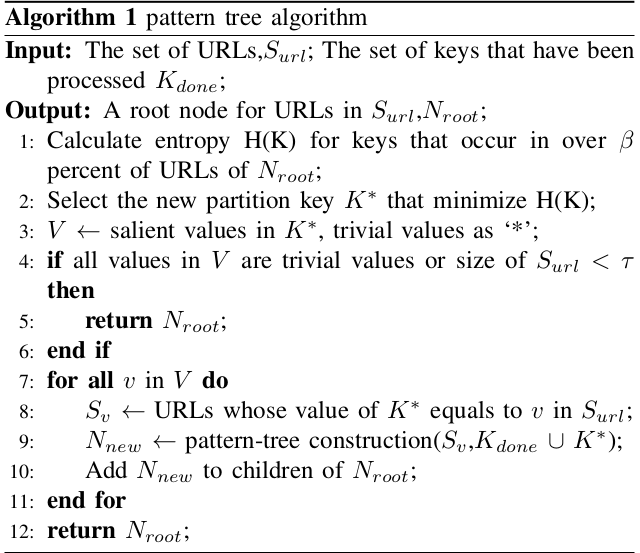 Algorithm 1 pattern tree algorithm
Input: The set of URLs,S_{url}; The set of keys that have been
processed K_{done};
Output: A root node for URLs in S_{url},N_{root};
1: Calculate entropy H(K) for keys that occur in over β
percent of URLs of N_{root};
2: Select the new partition key K* that minimize H(K);
3: V ← salient values in K*, trivial values as ‘*’;
4: if all values in V are trivial values or size of S_{url} < τ
then
5: return N_{root};
6: end if
7: for all v in V do
8: S_v ← URLs whose value of K* equals to v in S_{url};
9: N_{new} ← pattern-tree construction(S_v,K_{done} ∪ K*);
10: Add N_{new} to children of N_{root};
11: end for
12: return N_{root};